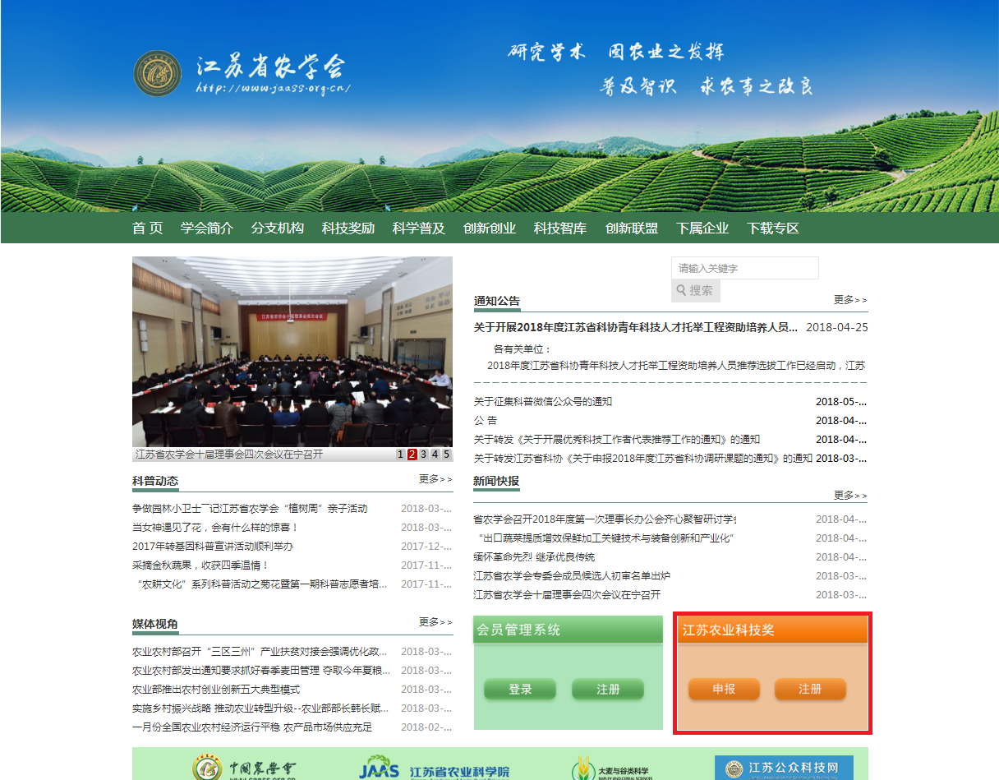 江苏省农学会
http://www.jaass.org.cn/
研究学术 图农业之发挥
普及智识 求农事之改良
首 页 学会简介 分支机构 科技奖励 科学普及 创新创业 科技智库 创新联盟 下属企业 下载专区
江苏省农学会十届理事会四次会议
江苏省农学会十届理事会四次会议在宁召开 1 2 3 4 5
请输入关键字
搜索
通知公告 更多>>
关于开展2018年度江苏省科协青年科技人才托举工程资助培养人员... 2018-04-25
各有关单位：
2018年度江苏省科协青年科技人才托举工程资助培养人员推荐选拔工作已经启动，江苏
关于征集科普微信公众号的通知 2018-05-...
公 告 2018-04-...
关于转发《关于开展优秀科技工作者代表推荐工作的通知》的通知 2018-04-...
关于转发江苏省科协《关于申报2018年度江苏省科协调研课题的通知》的通知 2018-03-...
科普动态 更多>>
争做园林小卫士—记江苏省农学会“植树周”亲子活动 2018-03-...
当女神遇见了花，会有什么样的惊喜！ 2018-03-...
2017年转基因科普宣讲活动顺利举办 2017-12-...
采摘金秋蔬果，收获四季温情！ 2017-11-...
“农耕文化”系列科普活动之菊花暨第一期科普志愿者培... 2017-11-...
新闻快报
更多>>
省农学会召开2018年度第一次理事长办公会齐心聚智研讨学会 2018-04-...
“出口蔬菜提质增效保鲜加工关键技术与装备创新和产业化” 2018-04-...
缅怀革命先烈 继承优良传统 2018-04-...
江苏省农学会专委会成员候选人初审名单出炉 2018-03-...
江苏省农学会十届理事会四次会议在宁召开 2018-03-...
媒体视角 更多>>
农业农村部召开“三区三州”产业扶贫对接会强调优化政... 2018-03-...
农业农村部发出通知要求抓好春季麦田管理 夺取今年夏粮... 2018-03-...
农业部推出农村创业创新五大典型模式 2018-03-...
实施乡村振兴战略 推动农业转型升级--农业部部长韩长赋... 2018-03-...
一月份全国农业农村经济运行平稳 农产品市场供应充足 2018-02-...
会员管理系统
登录 注册
江苏农业科技奖
申报 注册
中国农学会
www.caass.org.cn
JAAS 江苏省农业科学院
大麦与谷类科学
BARLEY AND CEREAL SCIENCES
江苏公众科技网